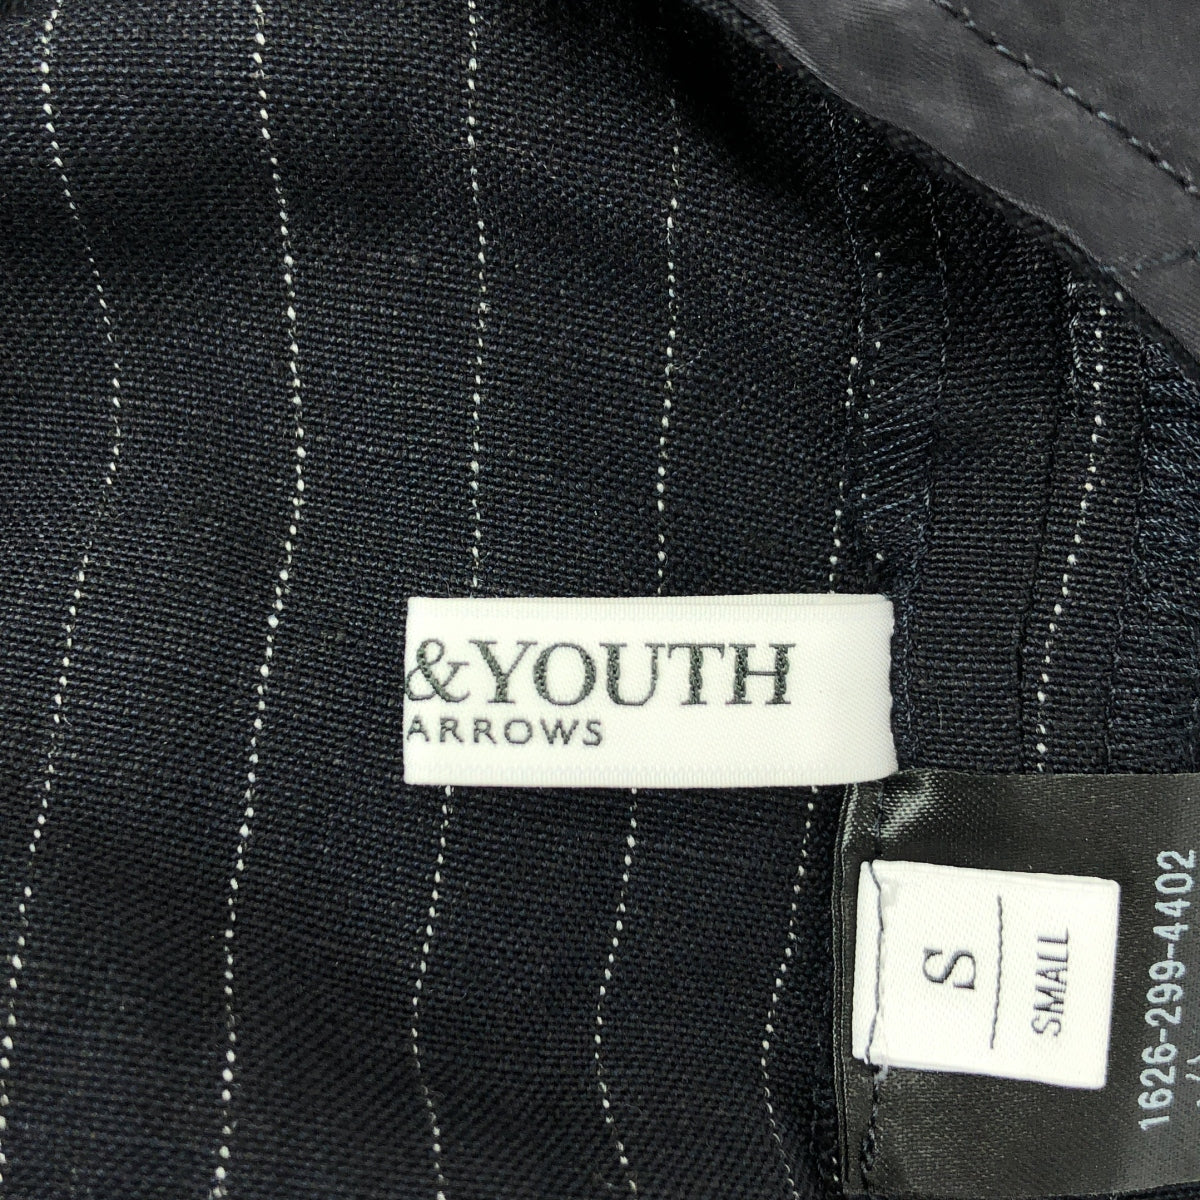 &YOUTH
ARROWS
S
SMALL
1626-299-4402